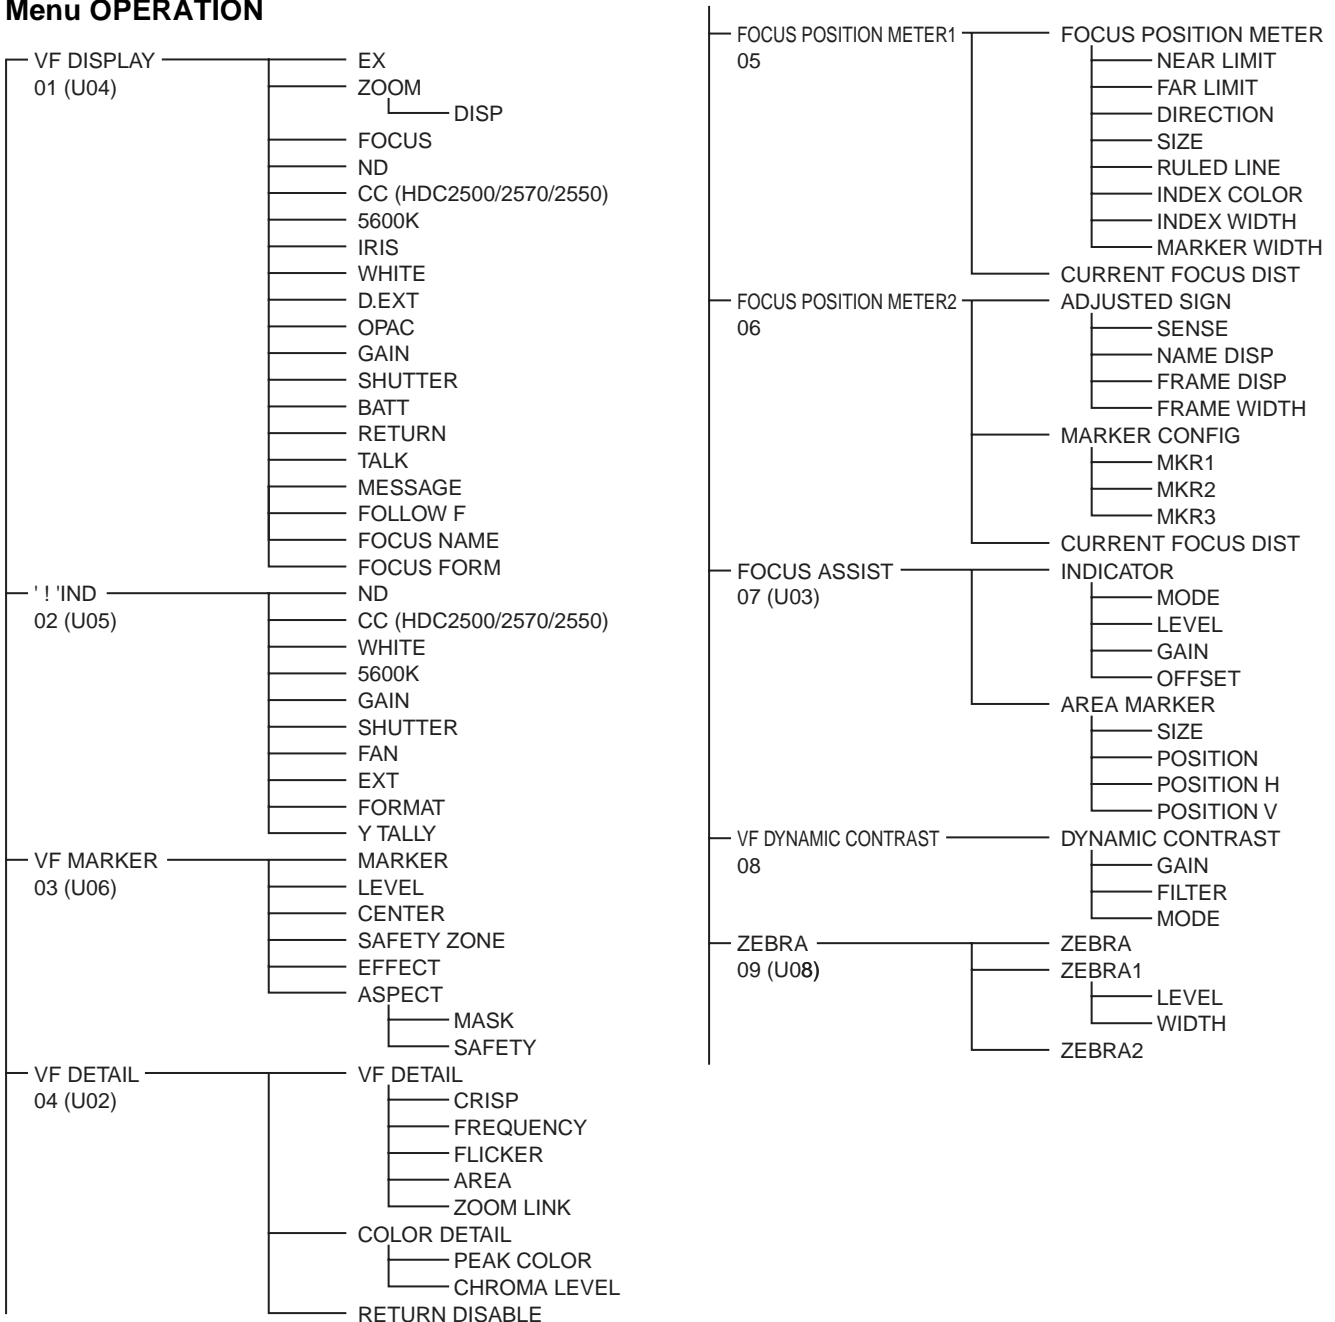 Menu OPERATION
VF DISPLAY
01 (U04)
EX
ZOOM
DISP
FOCUS
ND
CC (HDC2500/2570/2550)
5600K
IRIS
WHITE
D.EXT
OPAC
GAIN
SHUTTER
BATT
RETURN
TALK
MESSAGE
FOLLOW F
FOCUS NAME
FOCUS FORM
' ! 'IND
02 (U05)
ND
CC (HDC2500/2570/2550)
WHITE
5600K
GAIN
SHUTTER
FAN
EXT
FORMAT
Y TALLY
VF MARKER
03 (U06)
MARKER
LEVEL
CENTER
SAFETY ZONE
EFFECT
ASPECT
MASK
SAFETY
VF DETAIL
04 (U02)
VF DETAIL
CRISP
FREQUENCY
FLICKER
AREA
ZOOM LINK
COLOR DETAIL
PEAK COLOR
CHROMA LEVEL
RETURN DISABLE
FOCUS POSITION METER1
05
FOCUS POSITION METER
NEAR LIMIT
FAR LIMIT
DIRECTION
SIZE
RULED LINE
INDEX COLOR
INDEX WIDTH
MARKER WIDTH
CURRENT FOCUS DIST
FOCUS POSITION METER2
06
ADJUSTED SIGN
SENSE
NAME DISP
FRAME DISP
FRAME WIDTH
MARKER CONFIG
MKR1
MKR2
MKR3
CURRENT FOCUS DIST
FOCUS ASSIST
07 (U03)
INDICATOR
MODE
LEVEL
GAIN
OFFSET
AREA MARKER
SIZE
POSITION
POSITION H
POSITION V
VF DYNAMIC CONTRAST
08
DYNAMIC CONTRAST
GAIN
FILTER
MODE
ZEBRA
09 (U08)
ZEBRA
ZEBRA1
LEVEL
WIDTH
ZEBRA2